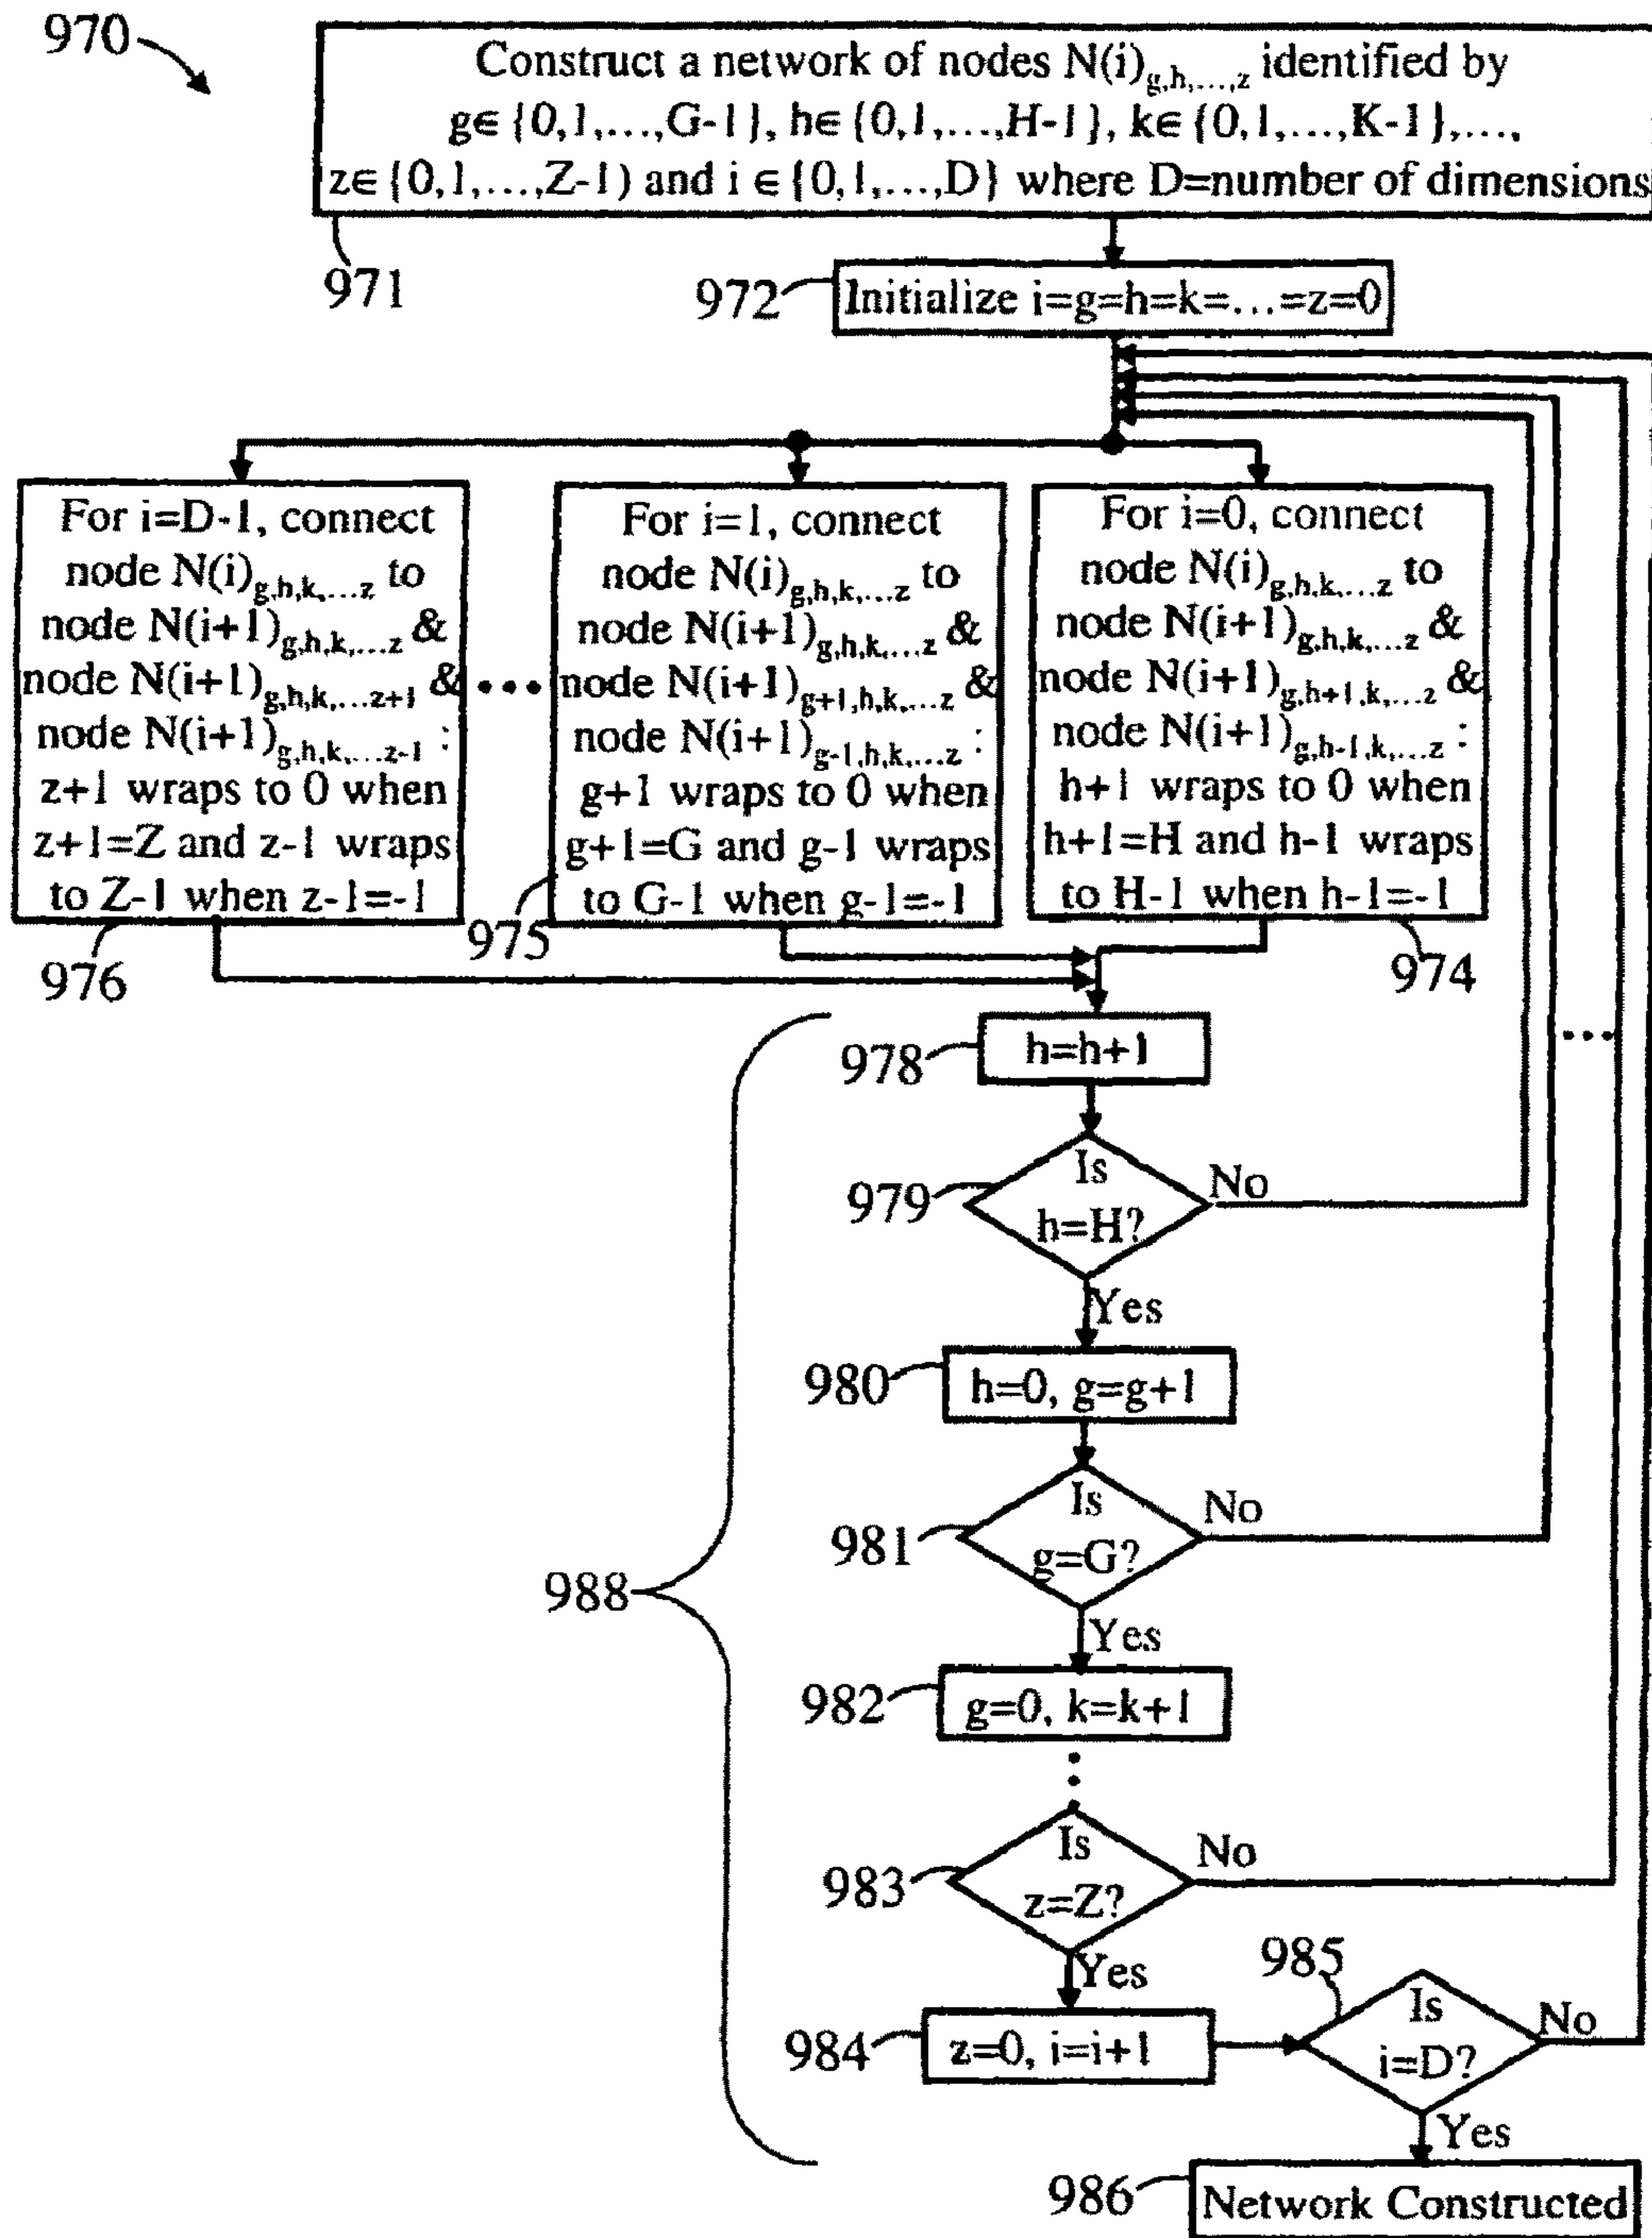 970
Construct a network of nodes N(i)g,h,...,z identified by
g∈{0,1,...,G-1}, h∈{0,1,...,H-1}, k∈{0,1,...,K-1},...,
z∈{0,1,...,Z-1) and i ∈{0,1,...,D} where D=number of dimensions
971
972
Initialize i=g=h=k=...=z=0
For i=D-1, connect
node N(i)g,h,k,...z to
node N(i+1)g,h,k,...z &
node N(i+1)g,h,k,...z+1 &
node N(i+1)g,h,k,...z-1 :
z+1 wraps to 0 when
z+1=Z and z-1 wraps
to Z-1 when z-1=-1
976
...
For i=1, connect
node N(i)g,h,k,...z to
node N(i+1)g,h,k,...z &
node N(i+1)g+1,h,k,...z &
node N(i+1)g-1,h,k,...z :
g+1 wraps to 0 when
g+1=G and g-1 wraps
to G-1 when g-1=-1
975
For i=0, connect
node N(i)g,h,k,...z to
node N(i+1)g,h,k,...z &
node N(i+1)g,h+1,k,...z &
node N(i+1)g,h-1,k,...z :
h+1 wraps to 0 when
h+1=H and h-1 wraps
to H-1 when h-1=-1
974
978
h=h+1
...
979
Is
h=H?
No
Yes
980
h=0, g=g+1
981
Is
g=G?
No
988
Yes
982
g=0, k=k+1
983
Is
z=Z?
No
Yes
984
z=0, i=i+1
985
Is
i=D?
No
Yes
986
Network Constructed